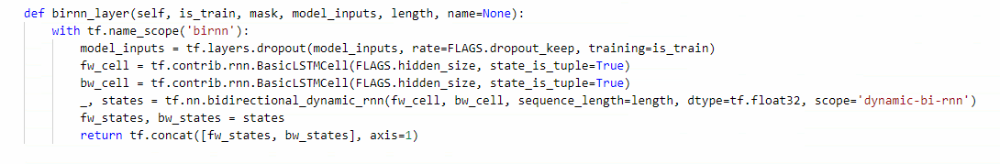 def birnn_layer(self, is_train, mask, model_inputs, length, name=None):
    with tf.name_scope('birnn'):
        model_inputs = tf.layers.dropout(model_inputs, rate=FLAGS.dropout_keep, training=is_train)
        fw_cell = tf.contrib.rnn.BasicLSTMCell(FLAGS.hidden_size, state_is_tuple=True)
        bw_cell = tf.contrib.rnn.BasicLSTMCell(FLAGS.hidden_size, state_is_tuple=True)
        _, states = tf.nn.bidirectional_dynamic_rnn(fw_cell, bw_cell, sequence_length=length, dtype=tf.float32, scope='dynamic-bi-rnn')
        fw_states, bw_states = states
        return tf.concat([fw_states, bw_states], axis=1)